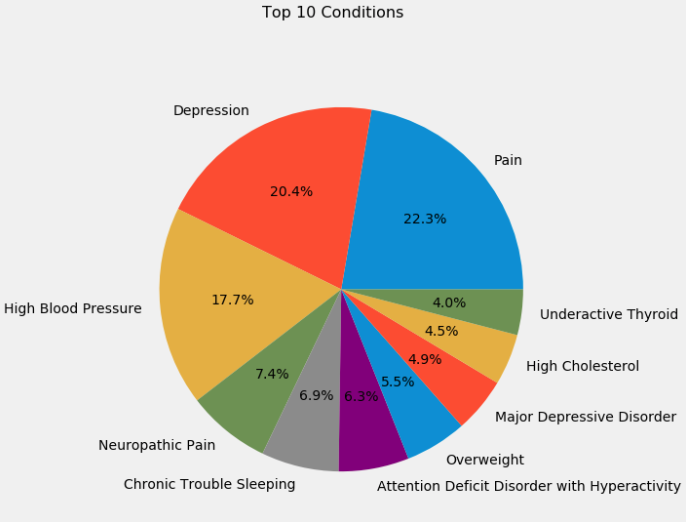 Top 10 Conditions
Depression
Pain
20.4%
22.3%
High Blood Pressure
17.7%
4.0%
Underactive Thyroid
4.5%
High Cholesterol
4.9%
Major Depressive Disorder
7.4%
5.5%
6.9%
6.3%
Neuropathic Pain
Overweight
Chronic Trouble Sleeping
Attention Deficit Disorder with Hyperactivity